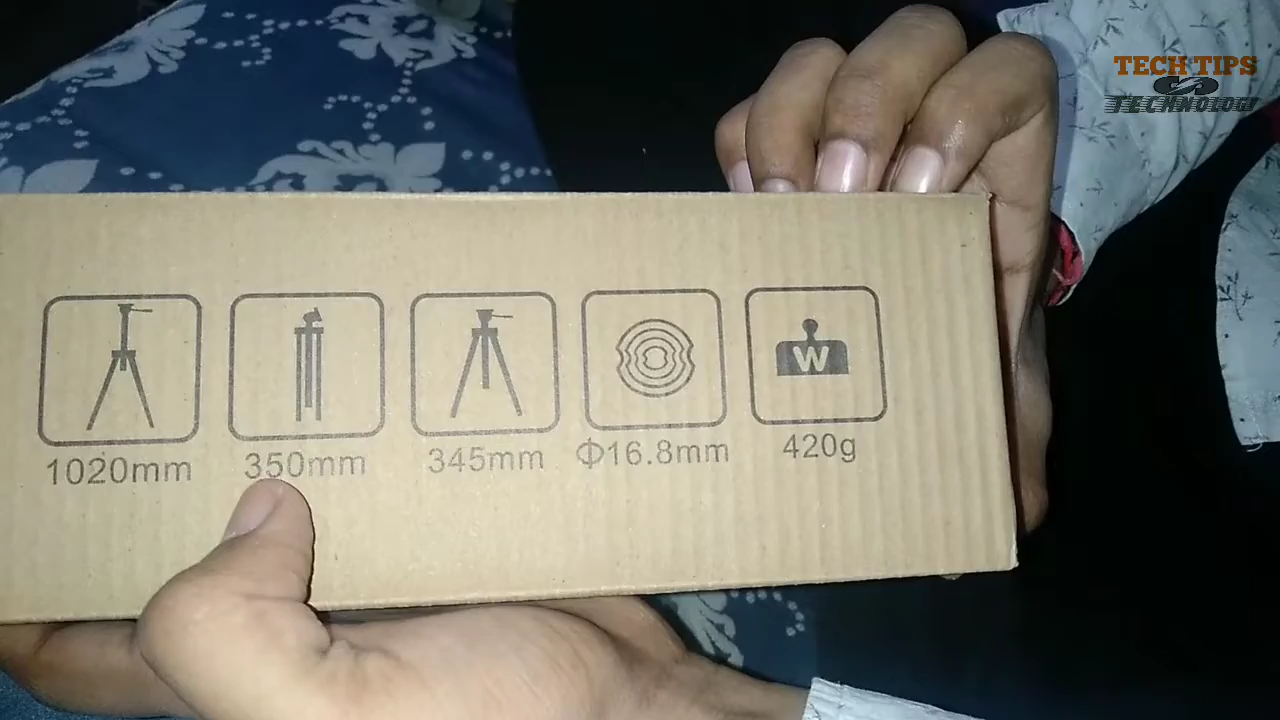 TECH TIPS
TECHNOLOGY
W
1020mm
350mm
345mm
Φ16.8mm
420g